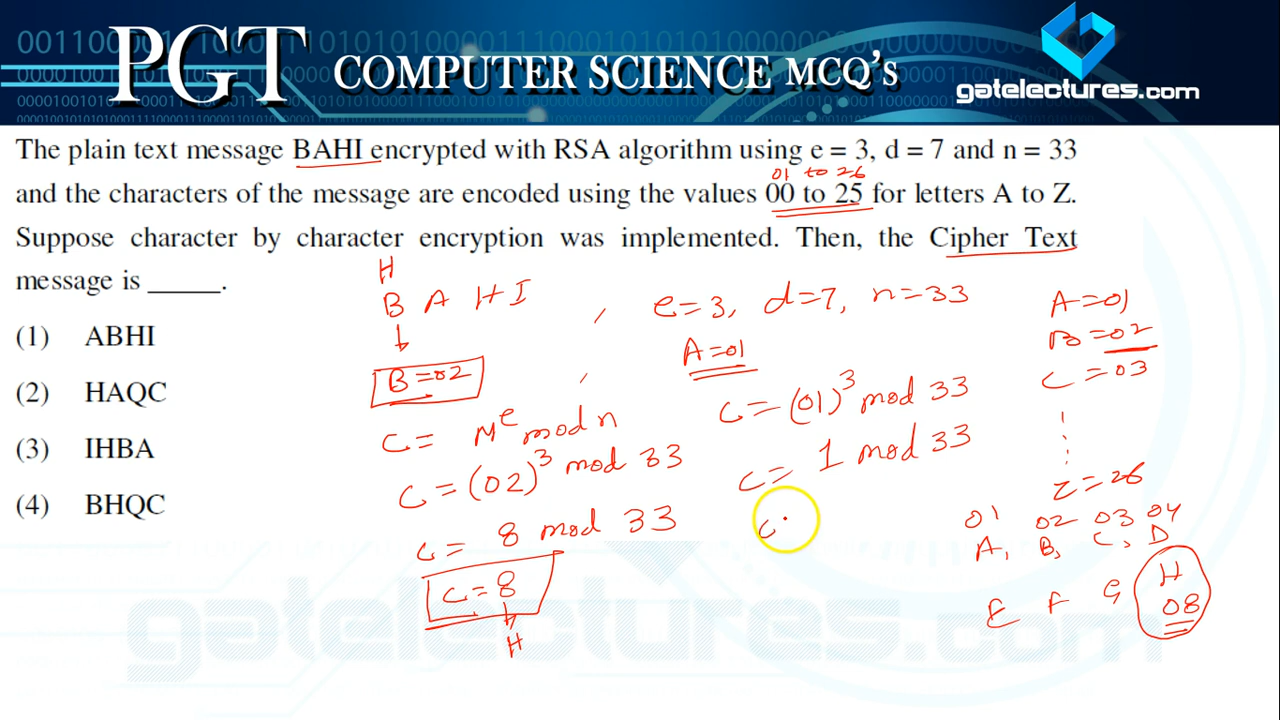 PGT COMPUTER SCIENCE MCQ'S
gatelectures.com
The plain text message BAHI encrypted with RSA algorithm using e = 3, d = 7 and n = 33
01 to 26
and the characters of the message are encoded using the values 00 to 25 for letters A to Z.
Suppose character by character encryption was implemented. Then, the Cipher Text
message is _____.
(1) ABHI
(2) HAQC
(3) IHBA
(4) BHQC
H
B A H I , e=3, d=7, n=33
B=02
C = M^e mod n
C = (02)^3 mod 33
C = 8 mod 33
C=8
H
A=01
C = (01)^3 mod 33
C = 1 mod 33
C
A=01
B=02
C=03
Z=26
01 02 03 04
A, B, C, D
E F G H
08
gatelectures.com